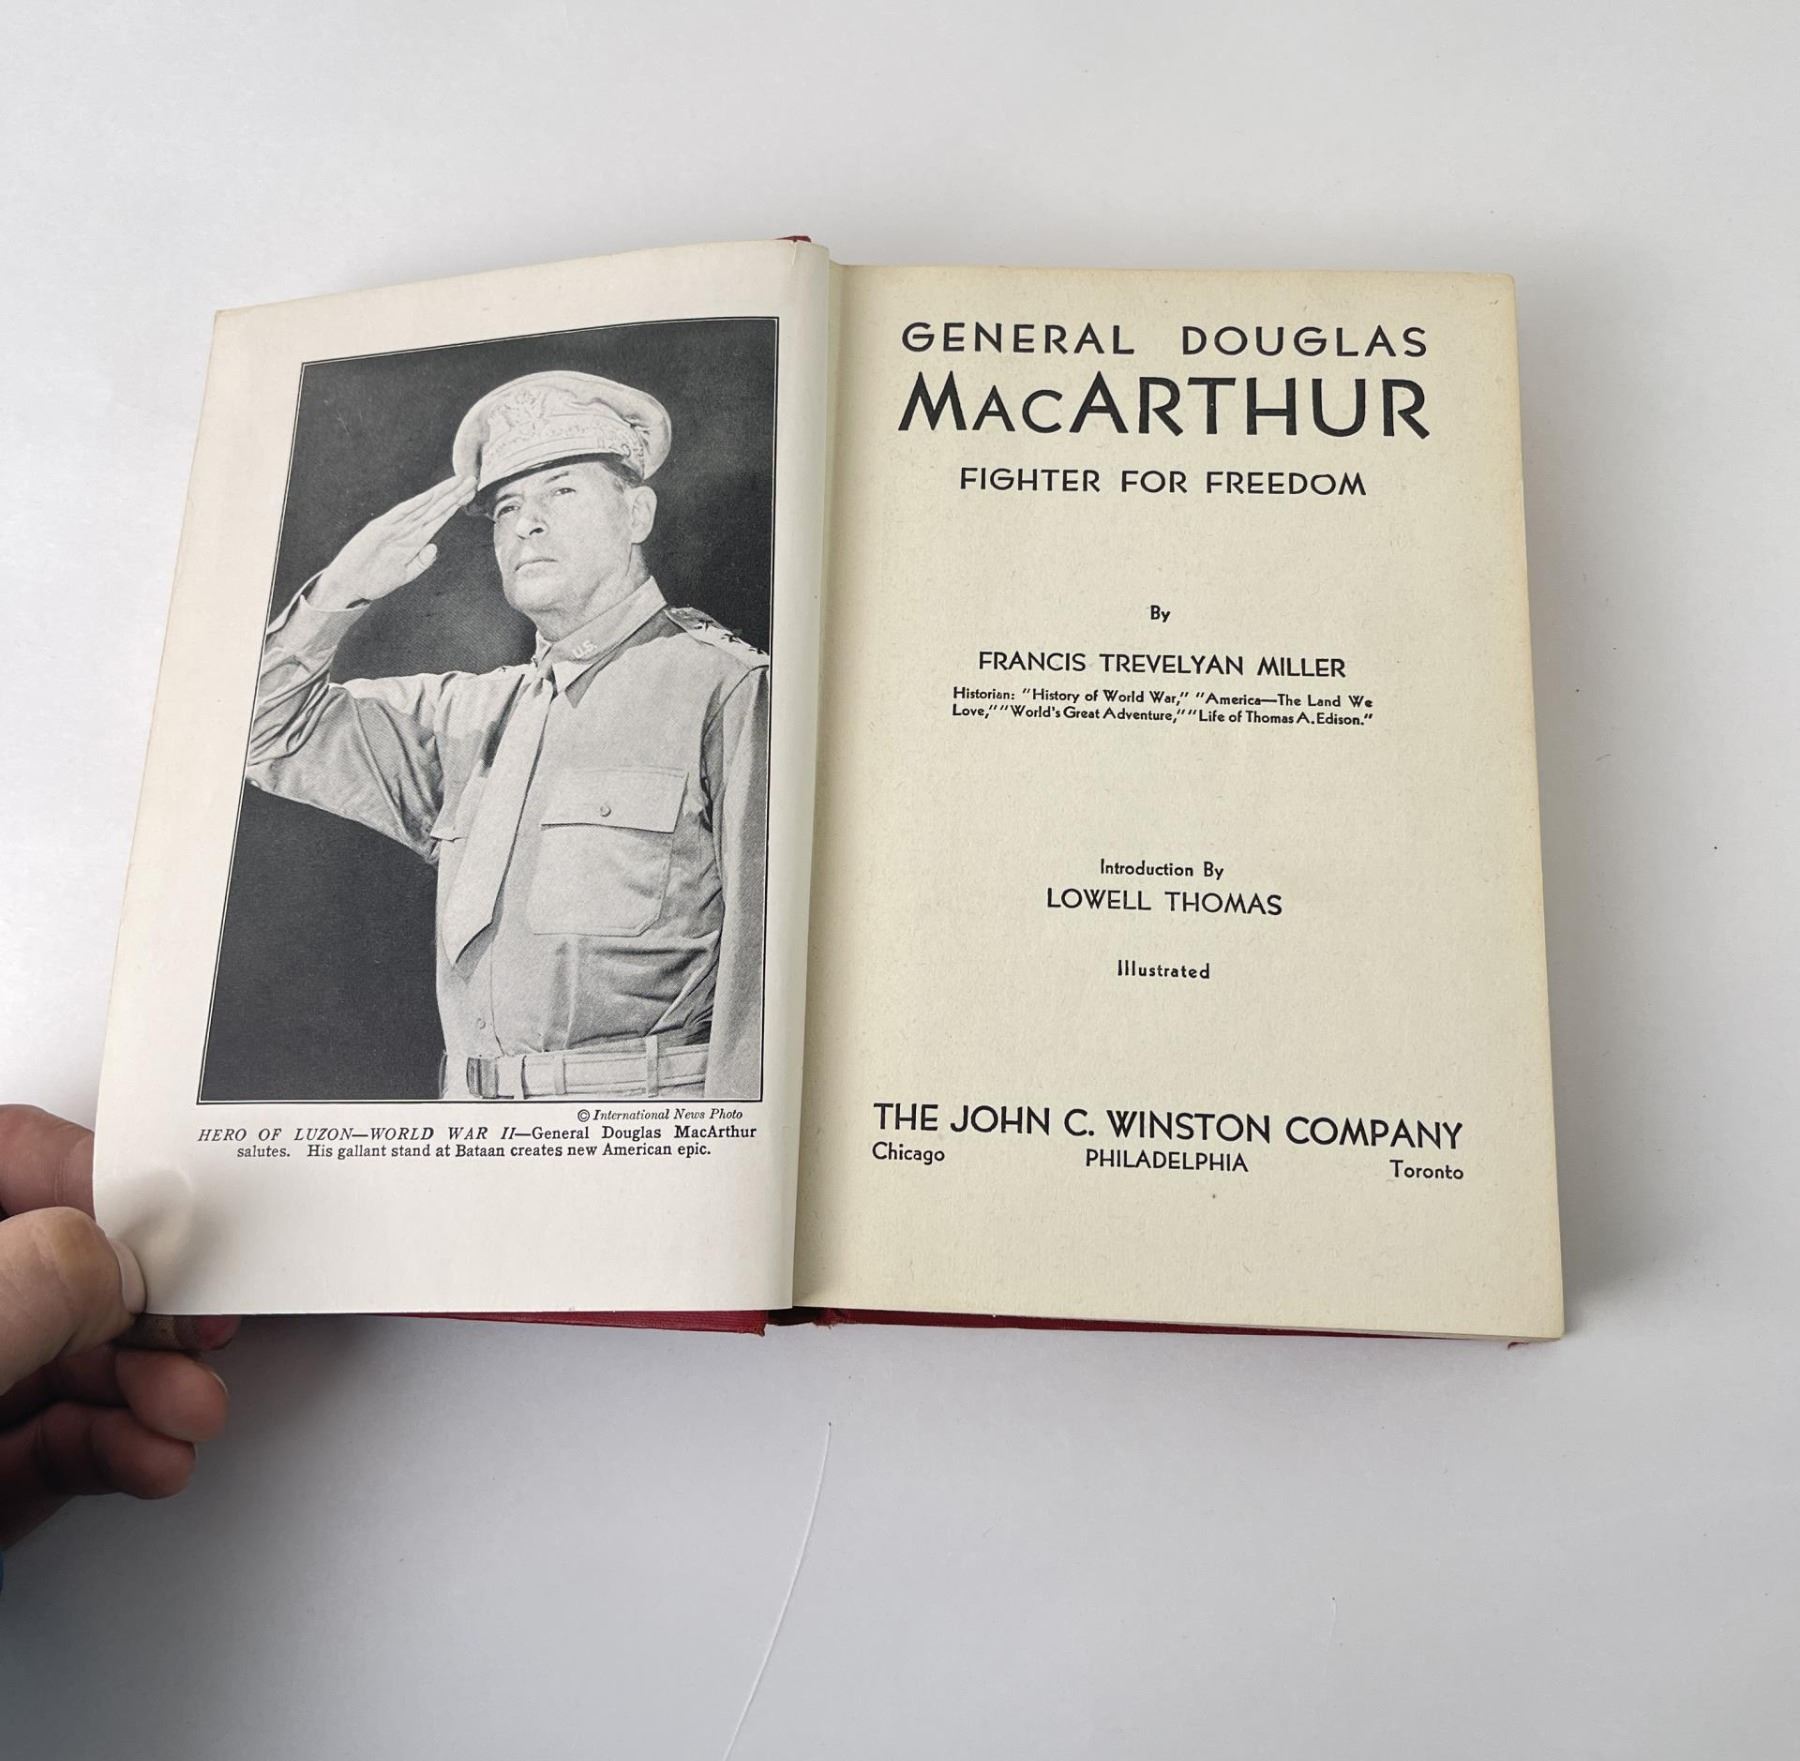 U.S.
© International News Photo
HERO OF LUZON—WORLD WAR II—General Douglas MacArthur
salutes. His gallant stand at Bataan creates new American epic.
GENERAL DOUGLAS
MacARTHUR
FIGHTER FOR FREEDOM
By
FRANCIS TREVELYAN MILLER
Historian: "History of World War," "America—The Land We
Love," "World's Great Adventure," "Life of Thomas A. Edison."
Introduction By
LOWELL THOMAS
Illustrated
THE JOHN C. WINSTON COMPANY
Chicago PHILADELPHIA Toronto